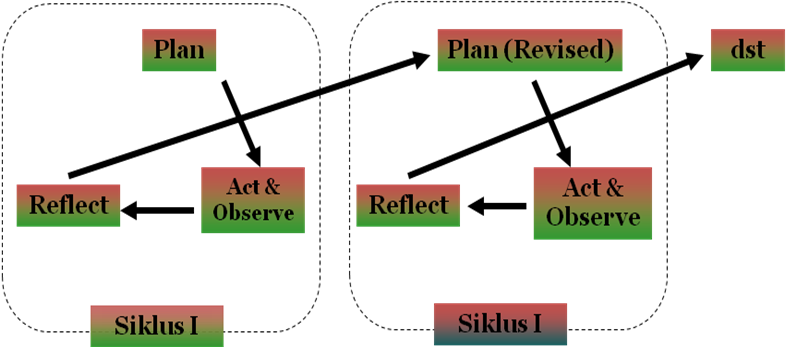 Plan
Plan (Revised)
dst
Reflect
Act &
Observe
Reflect
Act &
Observe
Siklus I
Siklus I